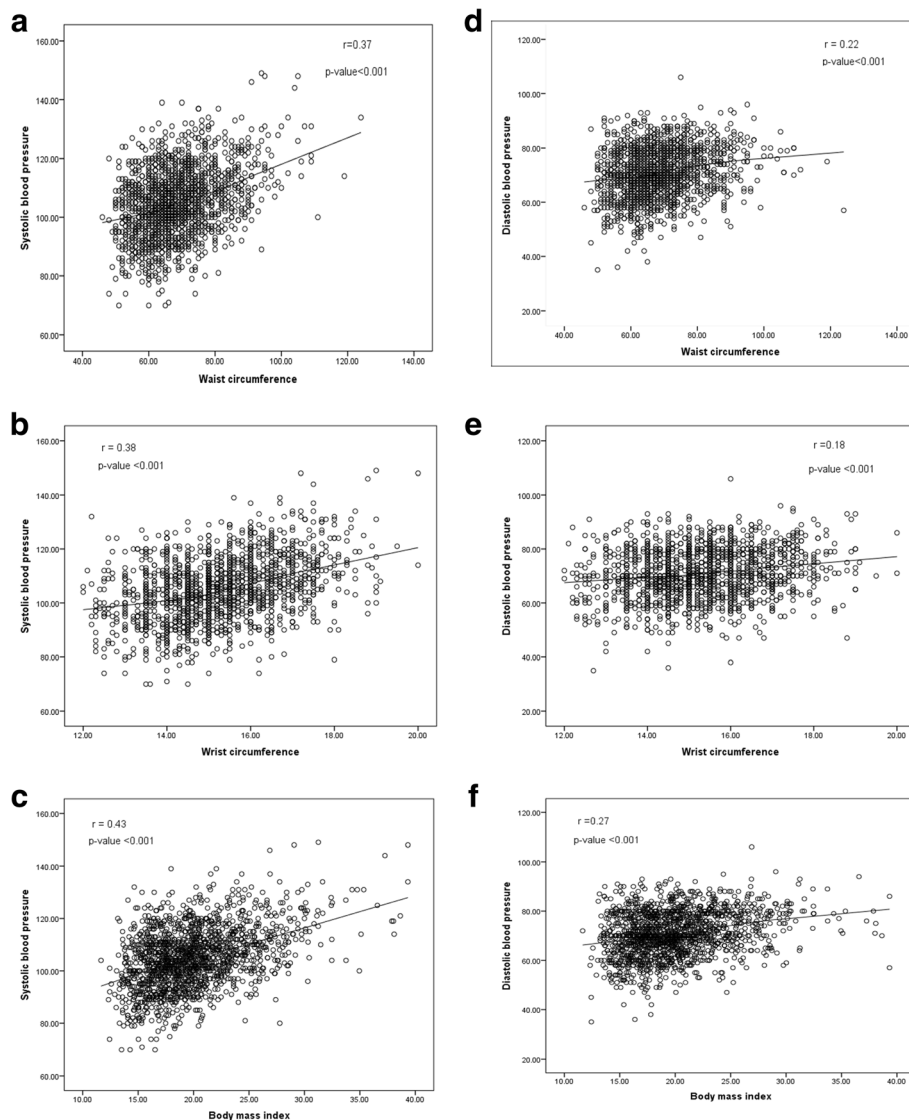 a
r=0.37
p-value<0.001
160.00
140.00
120.00
100.00
80.00
60.00
Systolic blood pressure
40.00 60.00 80.00 100.00 120.00 140.00
Waist circumference
d
r = 0.22
p-value<0.001
120.00
100.00
80.00
60.00
40.00
20.00
Diastolic blood pressure
40.00 60.00 80.00 100.00 120.00 140.00
Waist circumference
b
r = 0.38
p-value <0.001
160.00
140.00
120.00
100.00
80.00
60.00
Systolic blood pressure
12.00 14.00 16.00 18.00 20.00
Wrist circumference
e
r =0.18
p-value <0.001
120.00
100.00
80.00
60.00
40.00
20.00
Diastolic blood pressure
12.00 14.00 16.00 18.00 20.00
Wrist circumference
c
r = 0.43
p-value <0.001
160.00
140.00
120.00
100.00
80.00
60.00
Systolic blood pressure
10.00 15.00 20.00 25.00 30.00 35.00 40.00
Body mass index
f
r =0.27
p-value <0.001
120.00
100.00
80.00
60.00
40.00
20.00
Diastolic blood pressure
10.00 15.00 20.00 25.00 30.00 35.00 40.00
Body mass index